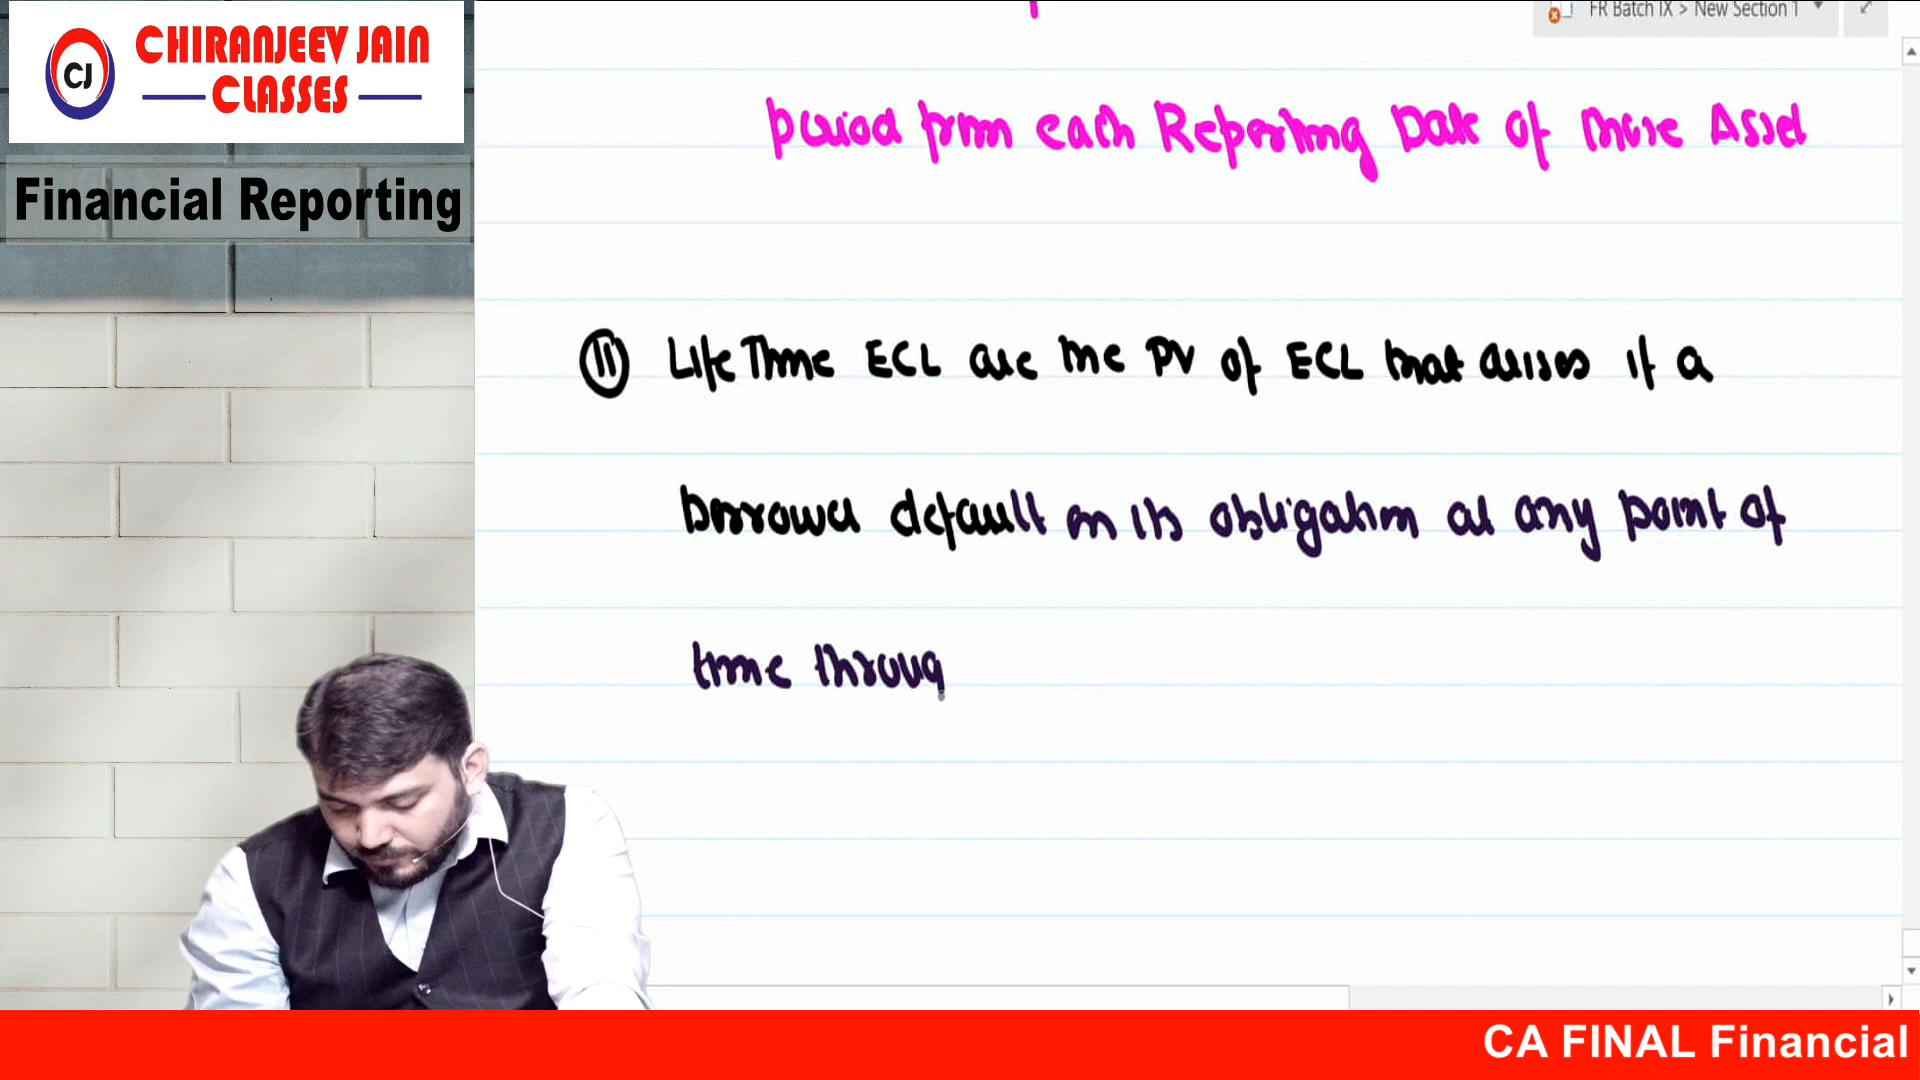 FR Batch IX > New Section 1
CJ
CHIRANJEEV JAIN
CLASSES
Financial Reporting
period from each Reporting Date of those Asset
(ii) Life Time ECL are the PV of ECL that arises if a
borrower default on its obligation at any point of
time throug
CA FINAL Financial